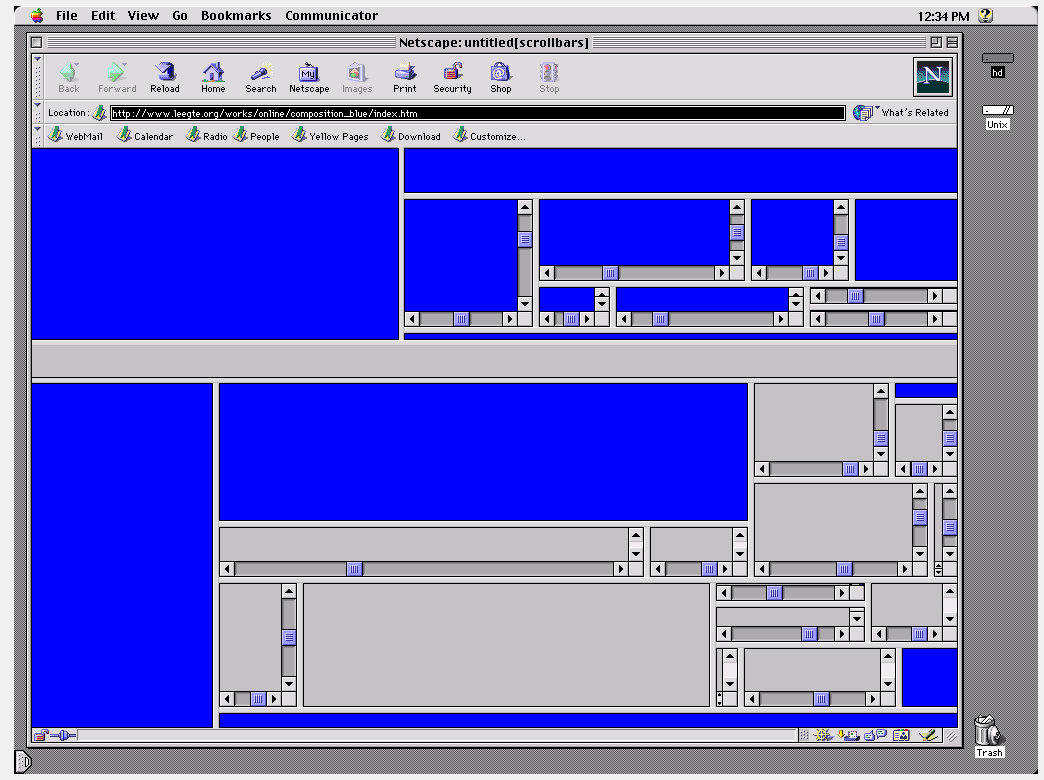 File Edit View Go Bookmarks Communicator 12:34 PM
Netscape: untitled[scrollbars]
hd
My N
Back Forward Reload Home Search Netscape Images Print Security Shop Stop
Location: http://www.leegte.org/works/online/composition_blue/index.htm What's Related
Unix
WebMail Calendar Radio People Yellow Pages Download Customize...
Trash